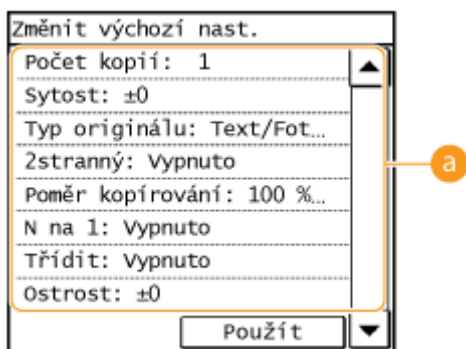 Změnit výchozí nast.
Počet kopií: 1
Sytost: ±0
Typ originálu: Text/Fot...
2stranný: Vypnuto
Poměr kopírování: 100 %...
N na 1: Vypnuto
Třídit: Vypnuto
Ostrost: ±0
Použít
a